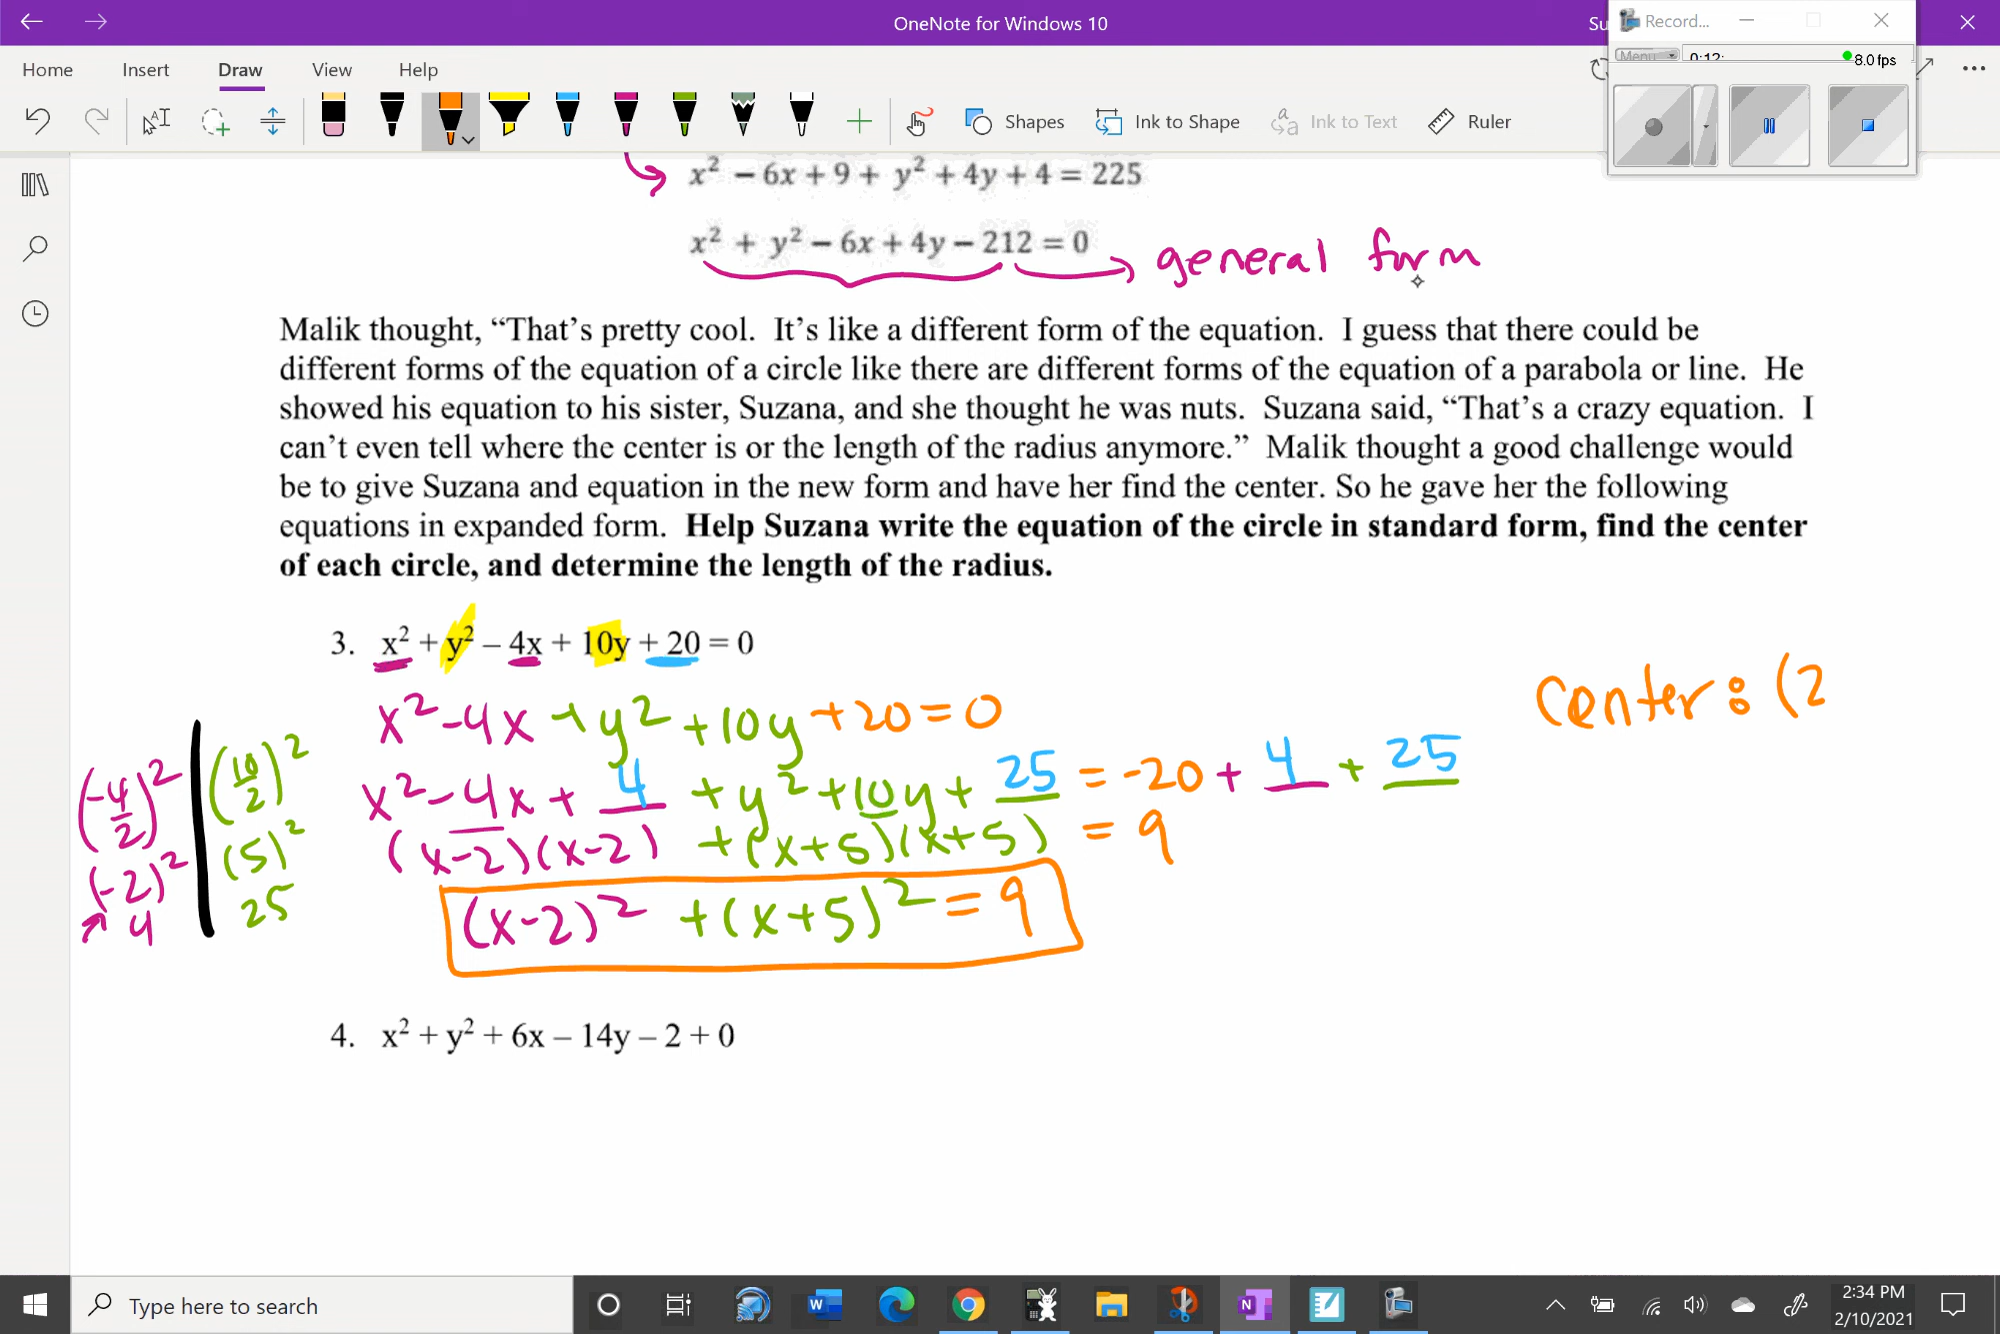 OneNote for Windows 10
Su
Record...
Home Insert Draw View Help
Menu 0:12: 8.0 fps
Shapes Ink to Shape Ink to Text Ruler
x² − 6x + 9 + y² + 4y + 4 = 225
x² + y² − 6x + 4y − 212 = 0 general form
Malik thought, “That’s pretty cool. It’s like a different form of the equation. I guess that there could be
different forms of the equation of a circle like there are different forms of the equation of a parabola or line. He
showed his equation to his sister, Suzana, and she thought he was nuts. Suzana said, “That’s a crazy equation. I
can’t even tell where the center is or the length of the radius anymore.” Malik thought a good challenge would
be to give Suzana and equation in the new form and have her find the center. So he gave her the following
equations in expanded form. Help Suzana write the equation of the circle in standard form, find the center
of each circle, and determine the length of the radius.
3. x² + y² – 4x + 10y + 20 = 0
x² -4x + y² + 10y + 20 = 0
center: (2
x² - 4x + 4 + y² + 10y + 25 = -20 + 4 + 25
(x-2)(x-2) + (x+5)(x+5) = 9
(x-2)² + (x+5)² = 9
(-4/2)² (10/2)²
(-2)² (5)²
4 25
4. x² + y² + 6x – 14y – 2 + 0
Type here to search
W
N
2:34 PM
2/10/2021